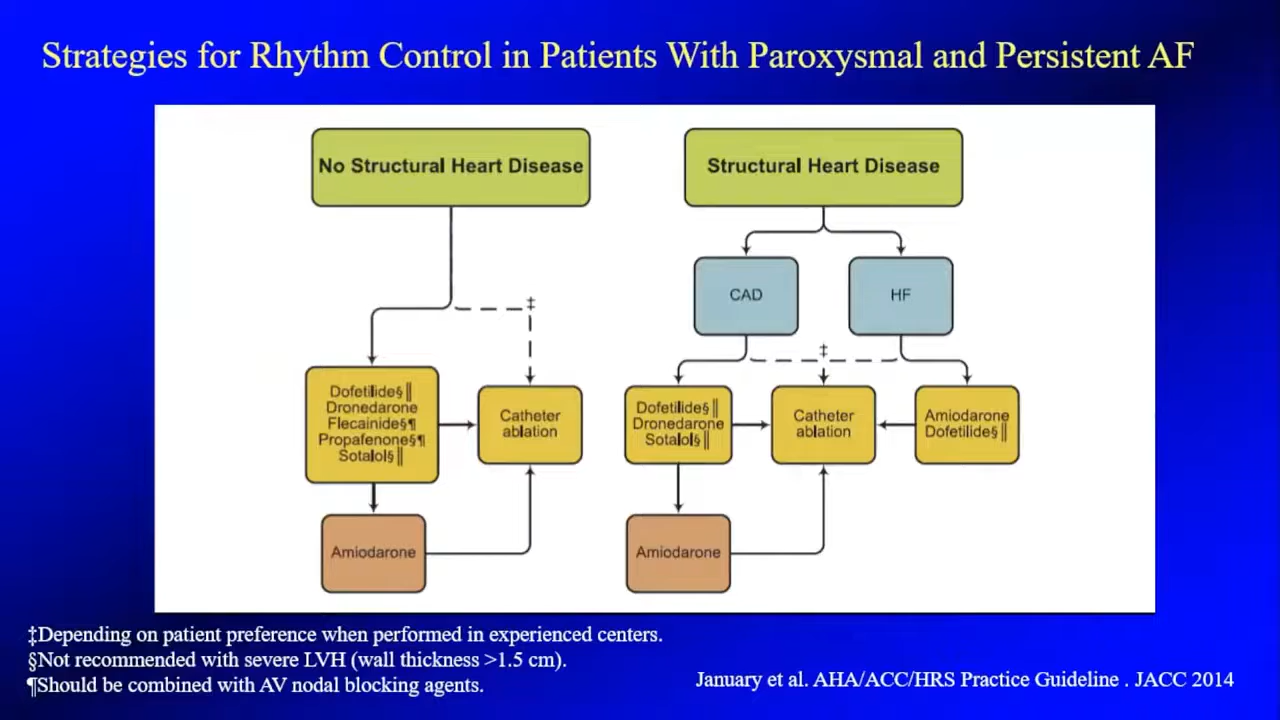 Strategies for Rhythm Control in Patients With Paroxysmal and Persistent AF
No Structural Heart Disease
Structural Heart Disease
CAD
HF
‡
‡
Dofetilide§‖
Dronedarone
Flecainide§¶
Propafenone§¶
Sotalol§‖
Catheter
ablation
Dofetilide§‖
Dronedarone
Sotalol§‖
Catheter
ablation
Amiodarone
Dofetilide§‖
Amiodarone
Amiodarone
‡Depending on patient preference when performed in experienced centers.
§Not recommended with severe LVH (wall thickness >1.5 cm).
¶Should be combined with AV nodal blocking agents.
January et al. AHA/ACC/HRS Practice Guideline . JACC 2014